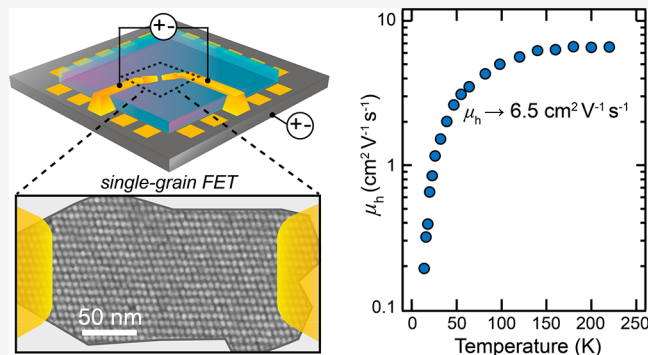 +-
+-
single-grain FET
50 nm
μh (cm² V⁻¹ s⁻¹)
10
1
0.1
μh → 6.5 cm² V⁻¹ s⁻¹
0 50 100 150 200 250
Temperature (K)